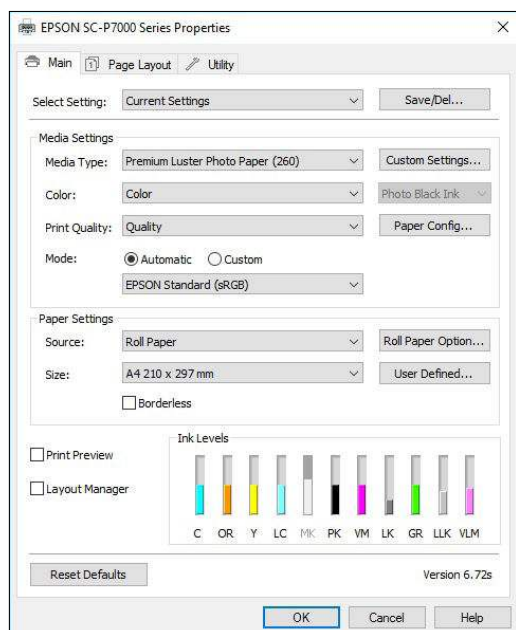 EPSON SC-P7000 Series Properties
Main Page Layout Utility
Select Setting: Current Settings Save/Del...
Media Settings
Media Type: Premium Luster Photo Paper (260) Custom Settings...
Color: Color Photo Black Ink
Print Quality: Quality Paper Config...
Mode: Automatic Custom
EPSON Standard (sRGB)
Paper Settings
Source: Roll Paper Roll Paper Option...
Size: A4 210 x 297 mm User Defined...
Borderless
Ink Levels
Print Preview
Layout Manager
C OR Y LC MK PK VM LK GR LLK VLM
Reset Defaults Version 6.72s
OK Cancel Help